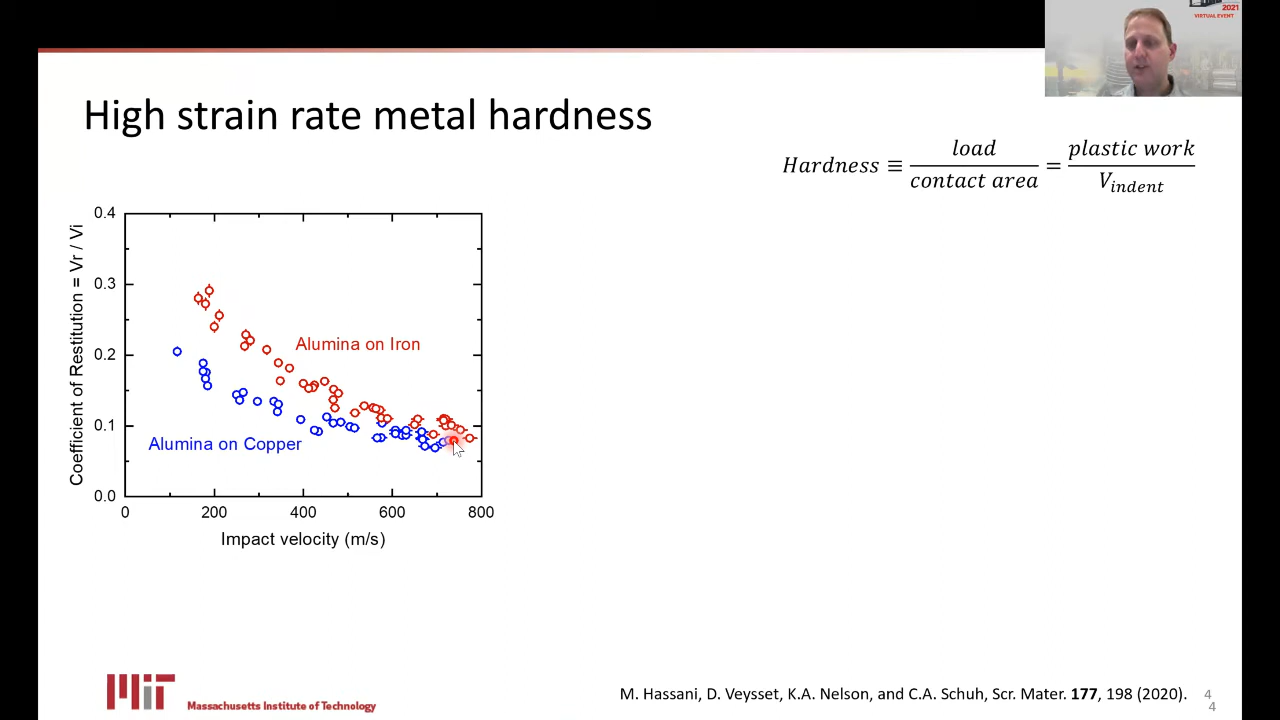 2021
VIRTUAL EVENT
High strain rate metal hardness
Hardness ≡ load / contact area = plastic work / V indent
Coefficient of Restitution = Vr / Vi
0.4
0.3
0.2
0.1
0.0
Alumina on Iron
Alumina on Copper
0 200 400 600 800
Impact velocity (m/s)
MIT
Massachusetts Institute of Technology
M. Hassani, D. Veysset, K.A. Nelson, and C.A. Schuh, Scr. Mater. 177, 198 (2020).
4
4